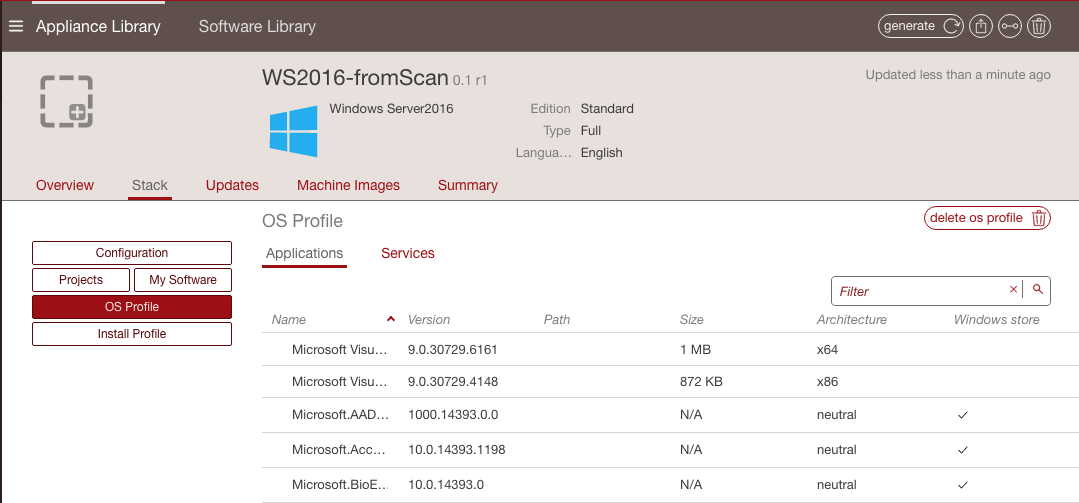 Appliance Library Software Library generate
WS2016-fromScan 0.1 r1 Updated less than a minute ago
Windows Server2016 Edition Standard
Type Full
Langua... English
Overview Stack Updates Machine Images Summary
OS Profile delete os profile
Configuration Applications Services
Projects My Software
OS Profile Filter
Install Profile
Name Version Path Size Architecture Windows store
Microsoft Visu... 9.0.30729.6161 1 MB x64
Microsoft Visu... 9.0.30729.4148 872 KB x86
Microsoft.AAD... 1000.14393.0.0 N/A neutral
Microsoft.Acc... 10.0.14393.1198 N/A neutral
Microsoft.BioE... 10.0.14393.0 N/A neutral